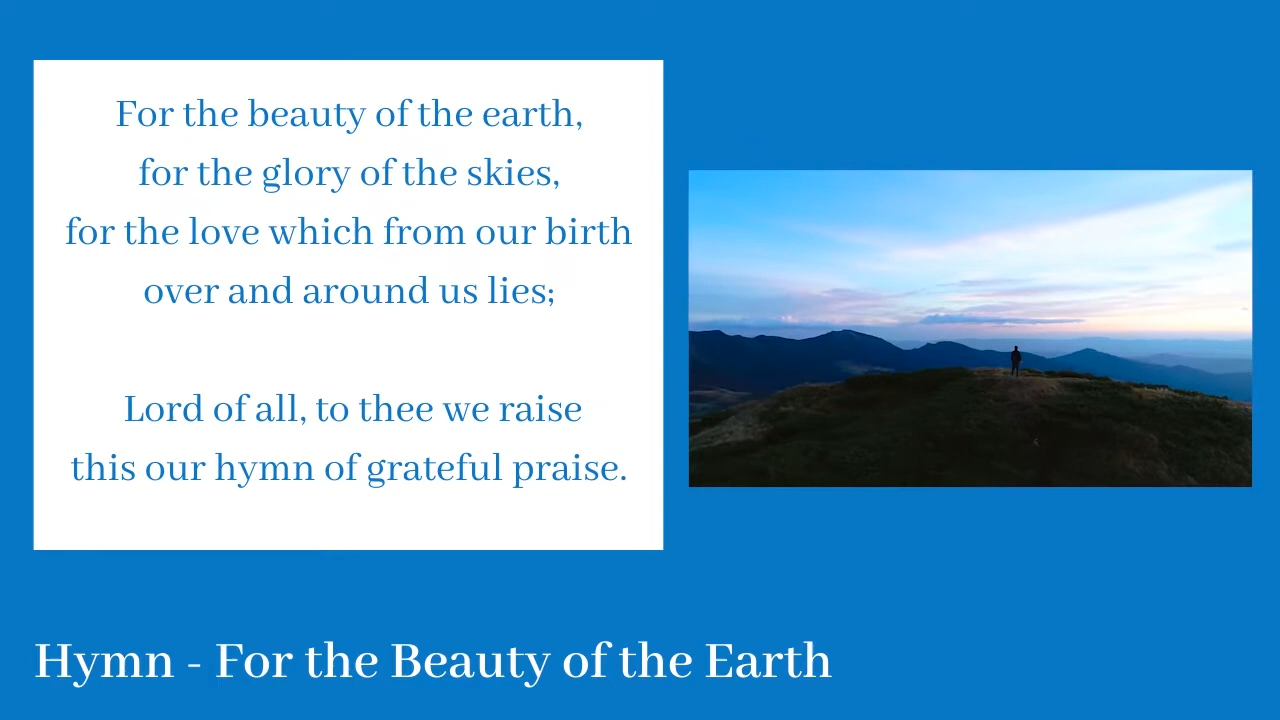 For the beauty of the earth,
for the glory of the skies,
for the love which from our birth
over and around us lies;
Lord of all, to thee we raise
this our hymn of grateful praise.
Hymn - For the Beauty of the Earth